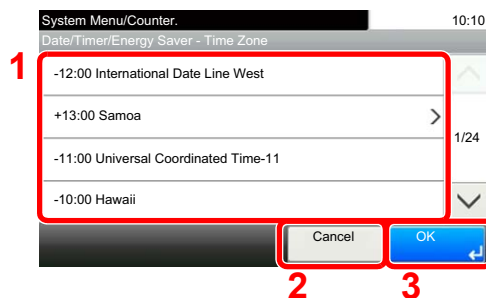 System Menu/Counter. 10:10
Date/Timer/Energy Saver - Time Zone
1
-12:00 International Date Line West
+13:00 Samoa
1/24
-11:00 Universal Coordinated Time-11
-10:00 Hawaii
Cancel OK
2 3